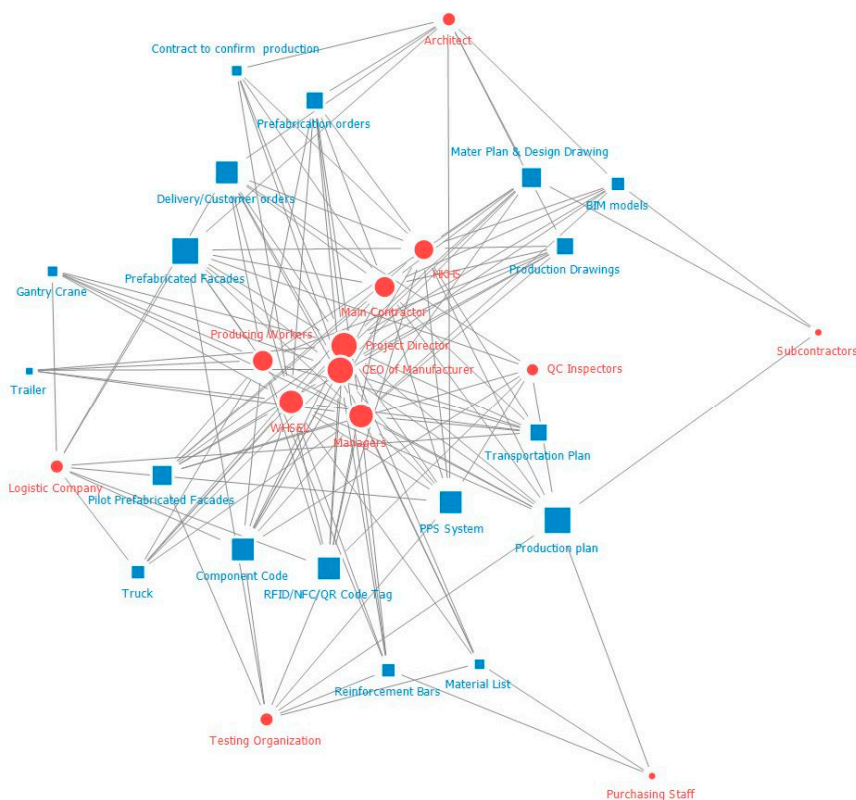 Architect
Contract to confirm production
Prefabrication orders
Mater Plan & Design Drawing
Delivery/Customer orders
BIM models
Prefabricated Facades
HKHS
Production Drawings
Gantry Crane
Main Contractor
Producing Workers
Project Director
Subcontractors
Trailer
CEO of Manufacturer
QC Inspectors
WHSEL
Managers
Transportation Plan
Logistic Company
Pilot Prefabricated Facades
PPS System
Production plan
Truck
Component Code
RFID/NFC/QR Code Tag
Reinforcement Bars
Material List
Testing Organization
Purchasing Staff